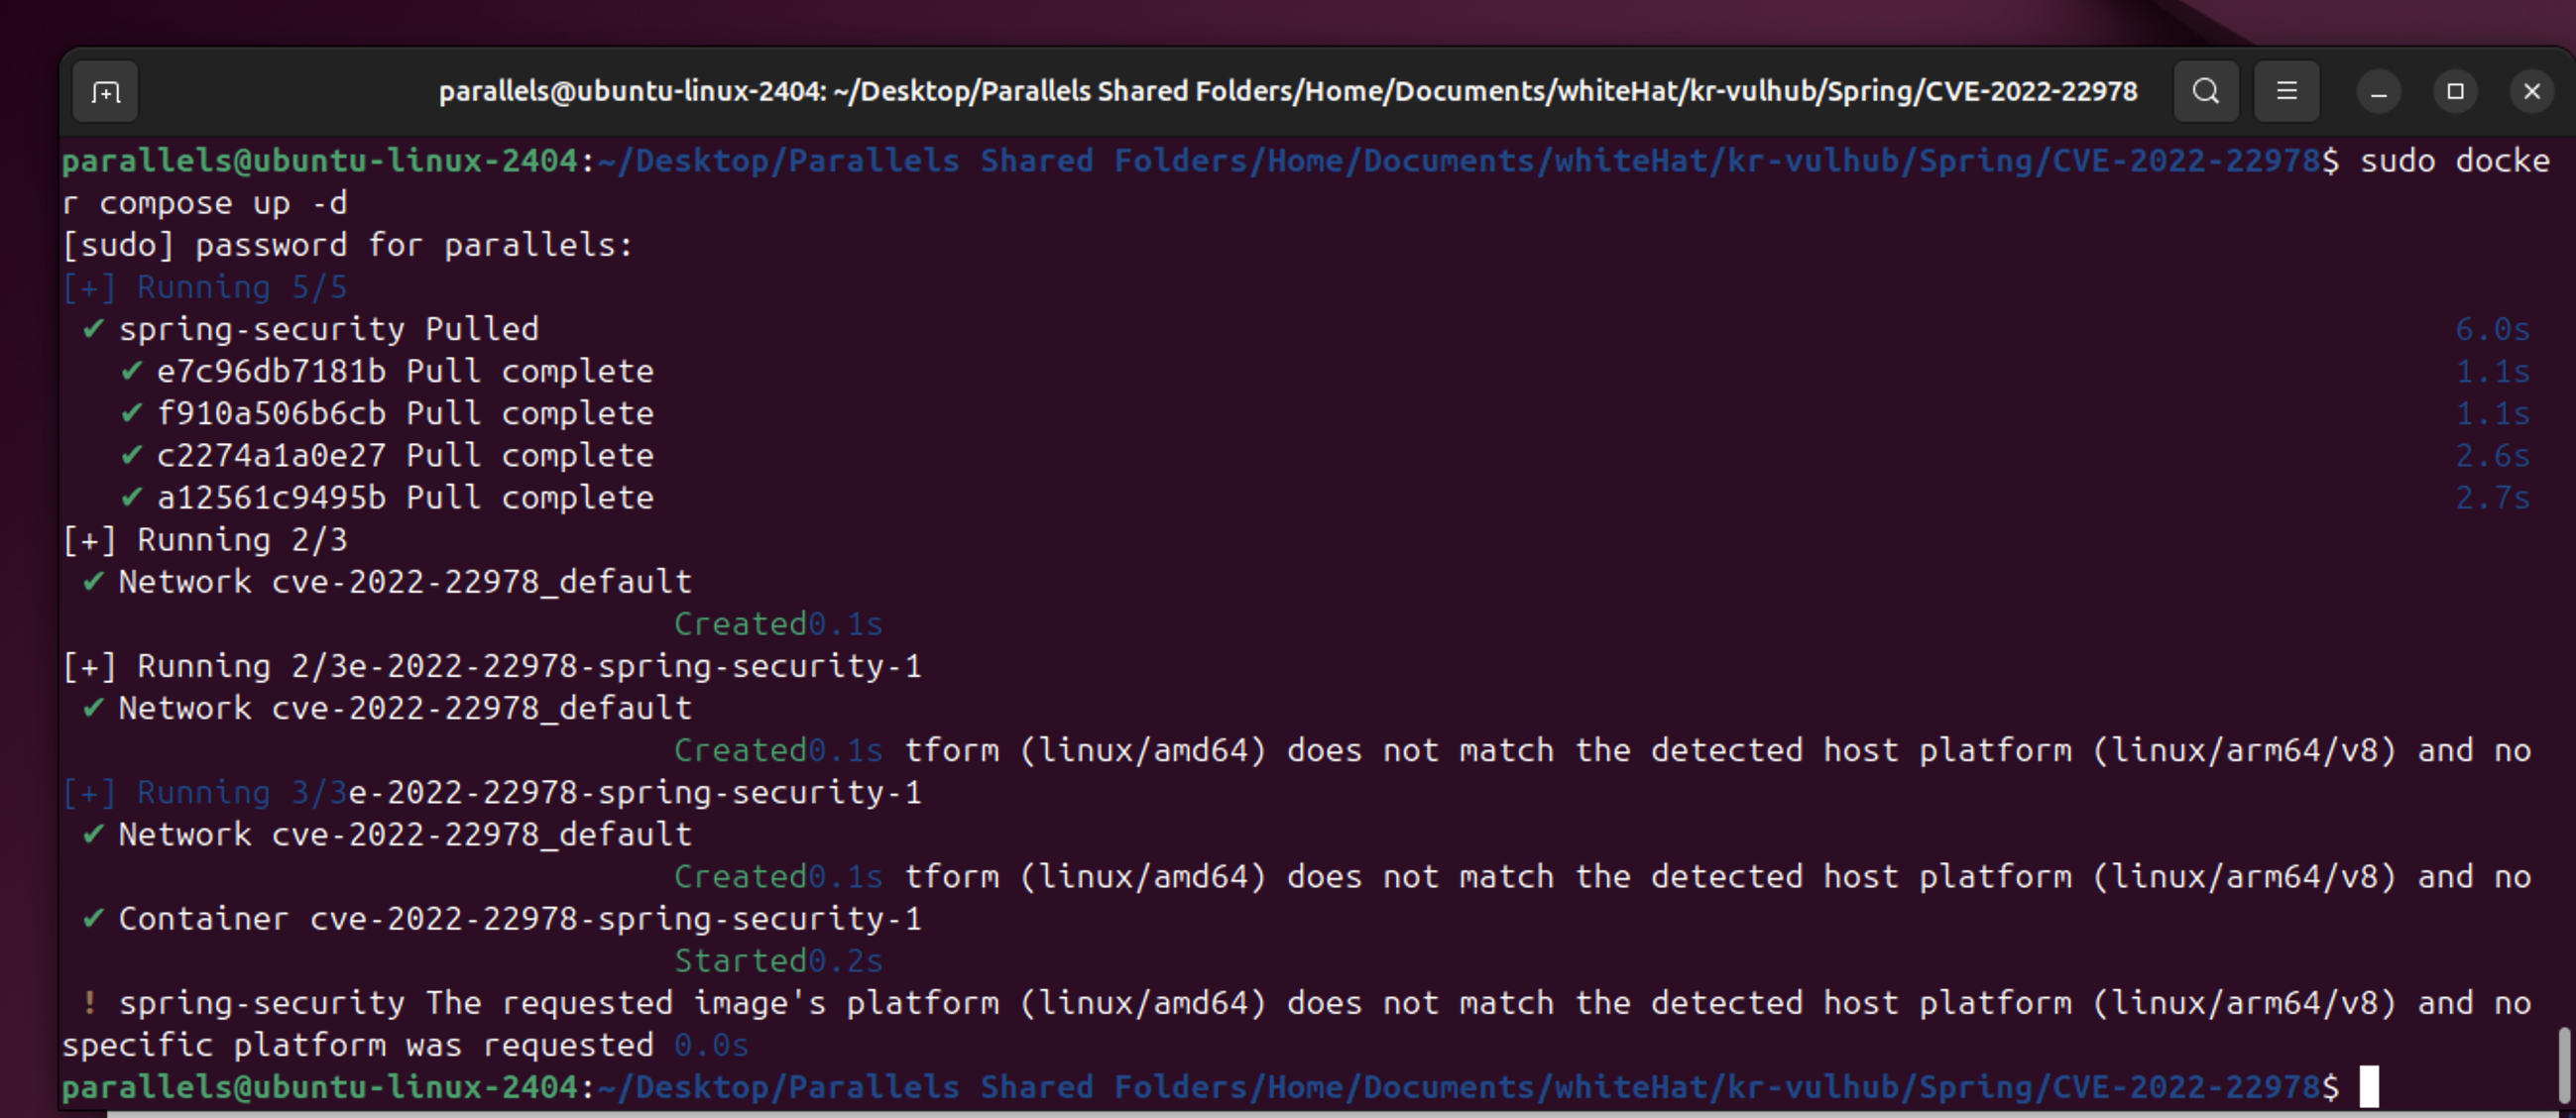 parallels@ubuntu-linux-2404: ~/Desktop/Parallels Shared Folders/Home/Documents/whiteHat/kr-vulhub/Spring/CVE-2022-22978
parallels@ubuntu-linux-2404:~/Desktop/Parallels Shared Folders/Home/Documents/whiteHat/kr-vulhub/Spring/CVE-2022-22978$ sudo docke
r compose up -d
[sudo] password for parallels:
[+] Running 5/5
✔ spring-security Pulled 6.0s
✔ e7c96db7181b Pull complete 1.1s
✔ f910a506b6cb Pull complete 1.1s
✔ c2274a1a0e27 Pull complete 2.6s
✔ a12561c9495b Pull complete 2.7s
[+] Running 2/3
✔ Network cve-2022-22978_default
Created0.1s
[+] Running 2/3e-2022-22978-spring-security-1
✔ Network cve-2022-22978_default
Created0.1s tform (linux/amd64) does not match the detected host platform (linux/arm64/v8) and no
[+] Running 3/3e-2022-22978-spring-security-1
✔ Network cve-2022-22978_default
Created0.1s tform (linux/amd64) does not match the detected host platform (linux/arm64/v8) and no
✔ Container cve-2022-22978-spring-security-1
Started0.2s
! spring-security The requested image's platform (linux/amd64) does not match the detected host platform (linux/arm64/v8) and no
specific platform was requested 0.0s
parallels@ubuntu-linux-2404:~/Desktop/Parallels Shared Folders/Home/Documents/whiteHat/kr-vulhub/Spring/CVE-2022-22978$